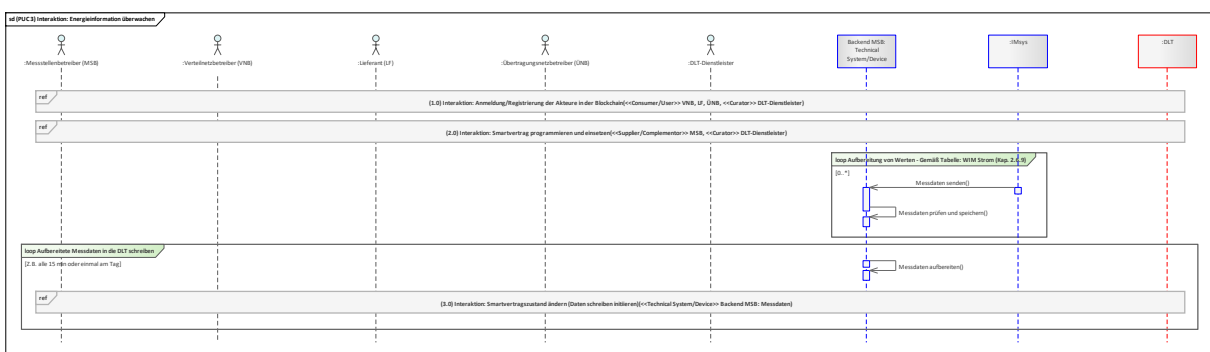 sd (PUC 3) Interaktion: Energieinformation überwachen
:Messstellenbetreiber (MSB)
:Verteilnetzbetreiber (VNB)
:Lieferant (LF)
:Übertragungsnetzbetreiber (ÜNB)
:DLT-Dienstleister
Backend MSB:
Technical
System/Device
:iMsys
:DLT
ref
(1.0) Interaktion: Anmeldung/Registrierung der Akteure in der Blockchain(<<Consumer/User>> VNB, LF, ÜNB, <<Curator>> DLT-Dienstleister)
ref
(2.0) Interaktion: Smartvertrag programmieren und einsetzen(<<Supplier/Complementor>> MSB, <<Curator>> DLT-Dienstleister)
loop Aufbereitung von Werten - Gemäß Tabelle: WIM Strom (Kap. 2.6.9)
[0..*]
Messdaten senden()
Messdaten prüfen und speichern()
loop Aufbereitete Messdaten in die DLT schreiben
[Z.B. alle 15 min oder einmal am Tag]
Messdaten aufbereiten()
ref
(3.0) Interaktion: Smartvertragszustand ändern (Daten schreiben initiieren)(<<Technical System/Device>> Backend MSB: Messdaten)